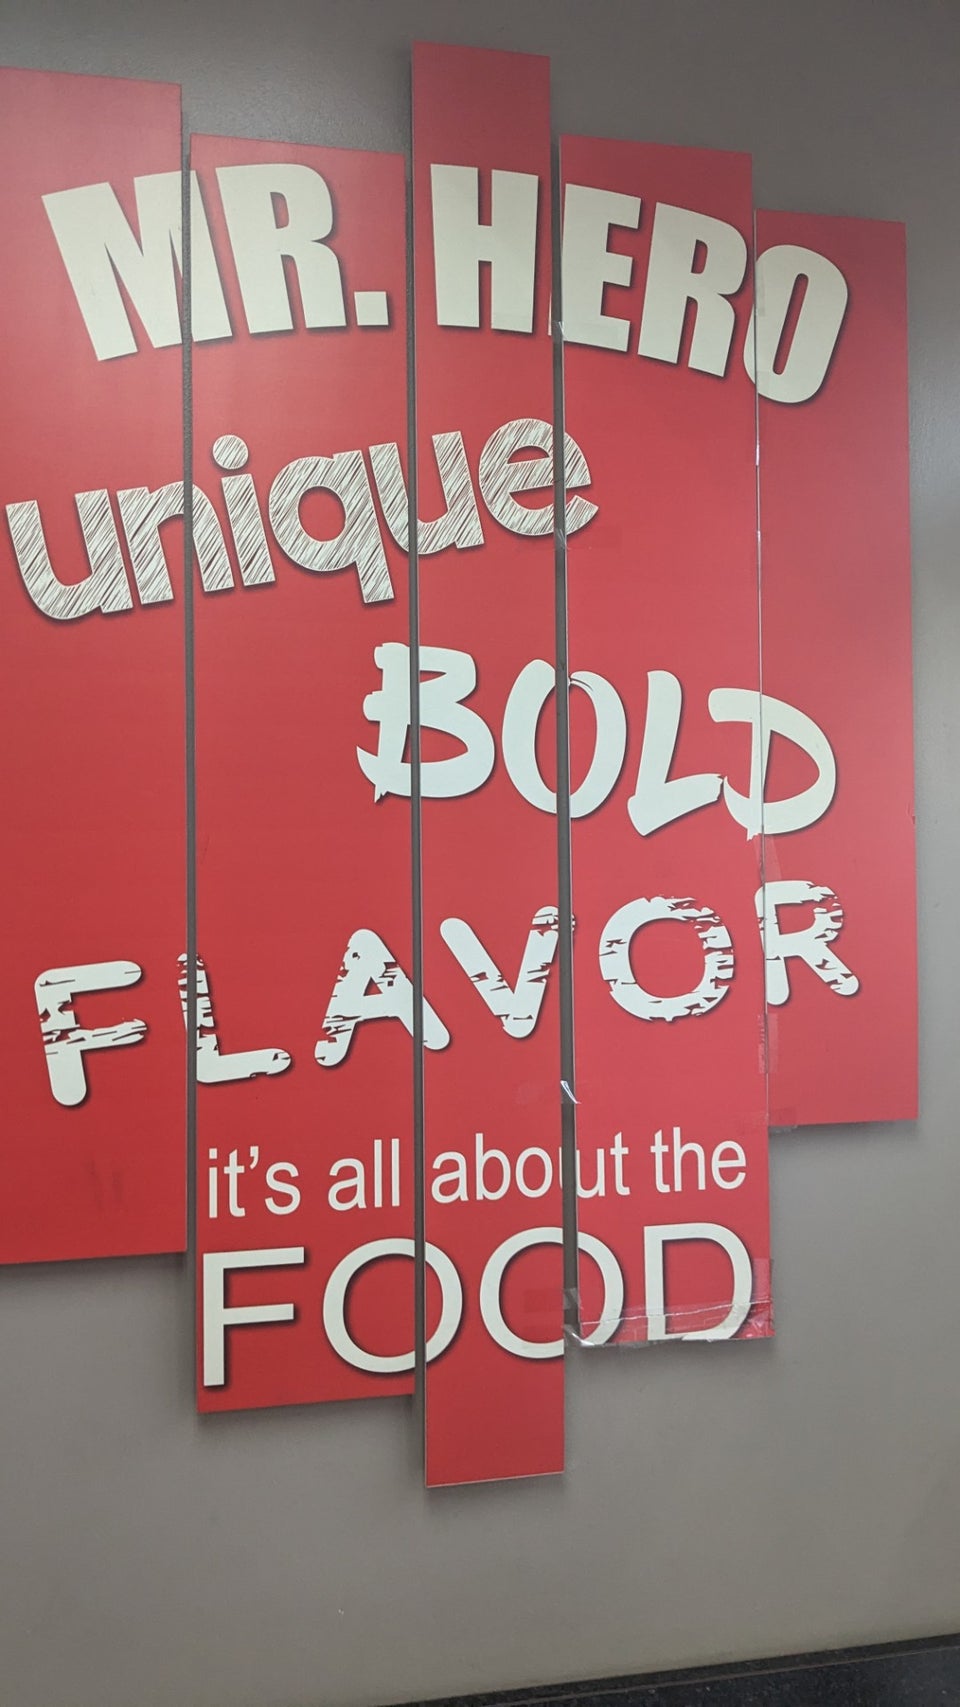 MR. HERO
unique
BOLD
FLAVOR
it's all about the
FOOD